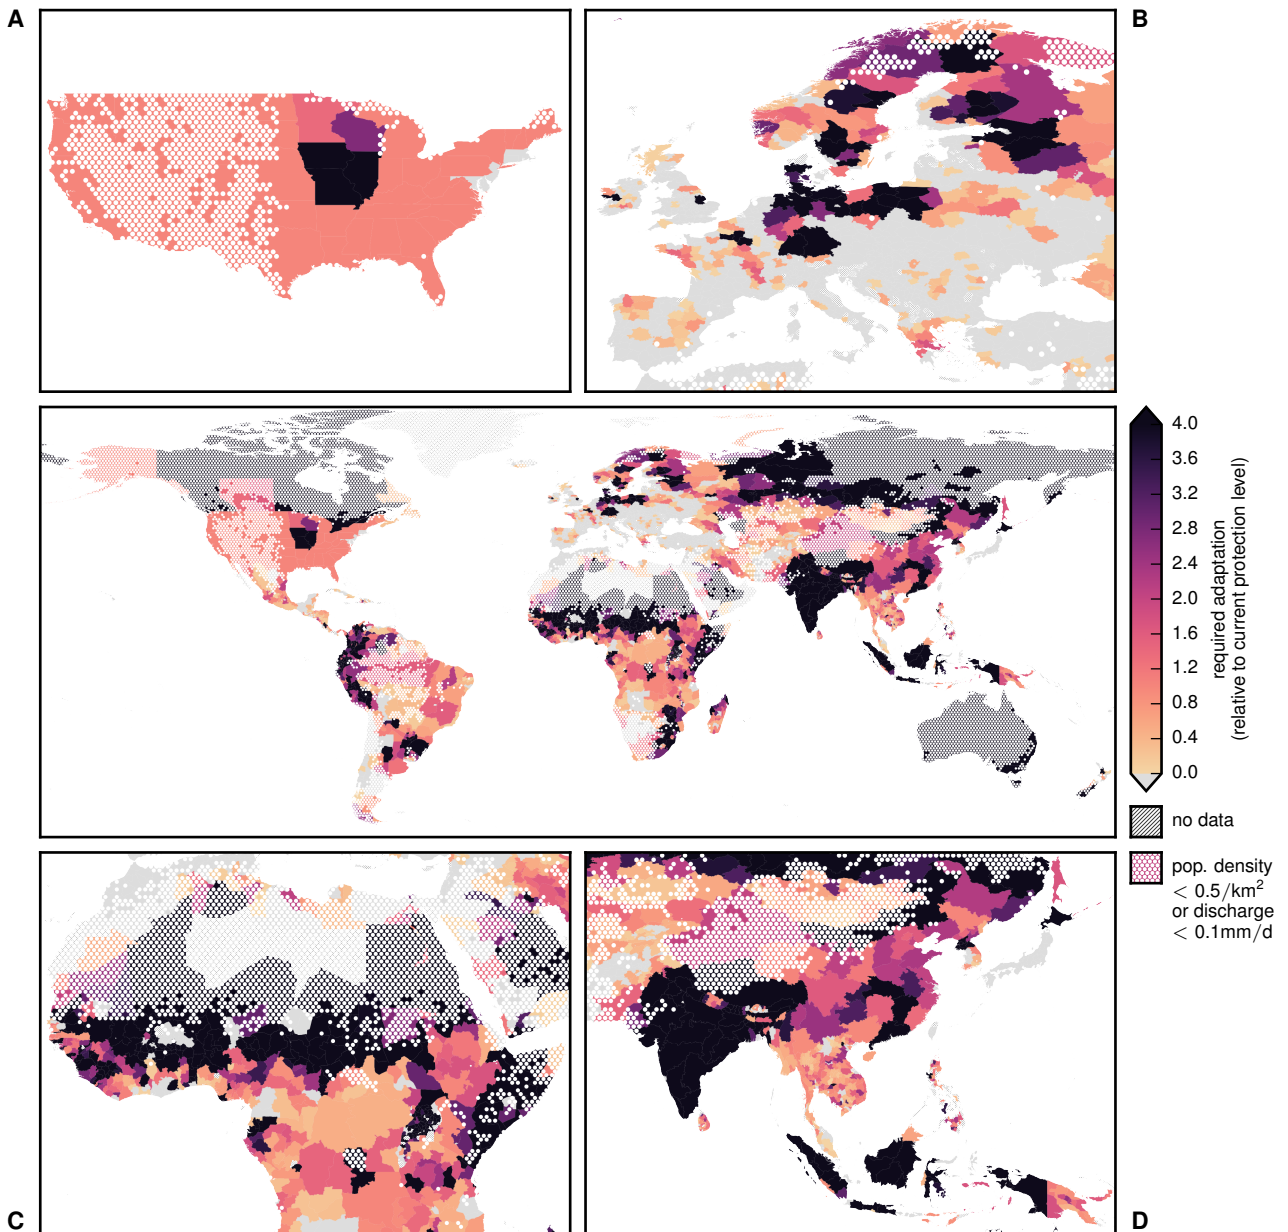 A
B
4.0
3.6
3.2
2.8
2.4
2.0
1.6
1.2
0.8
0.4
0.0
required adaptation
(relative to current protection level)
no data
pop. density
< 0.5/km²
or discharge
< 0.1mm/d
C
D